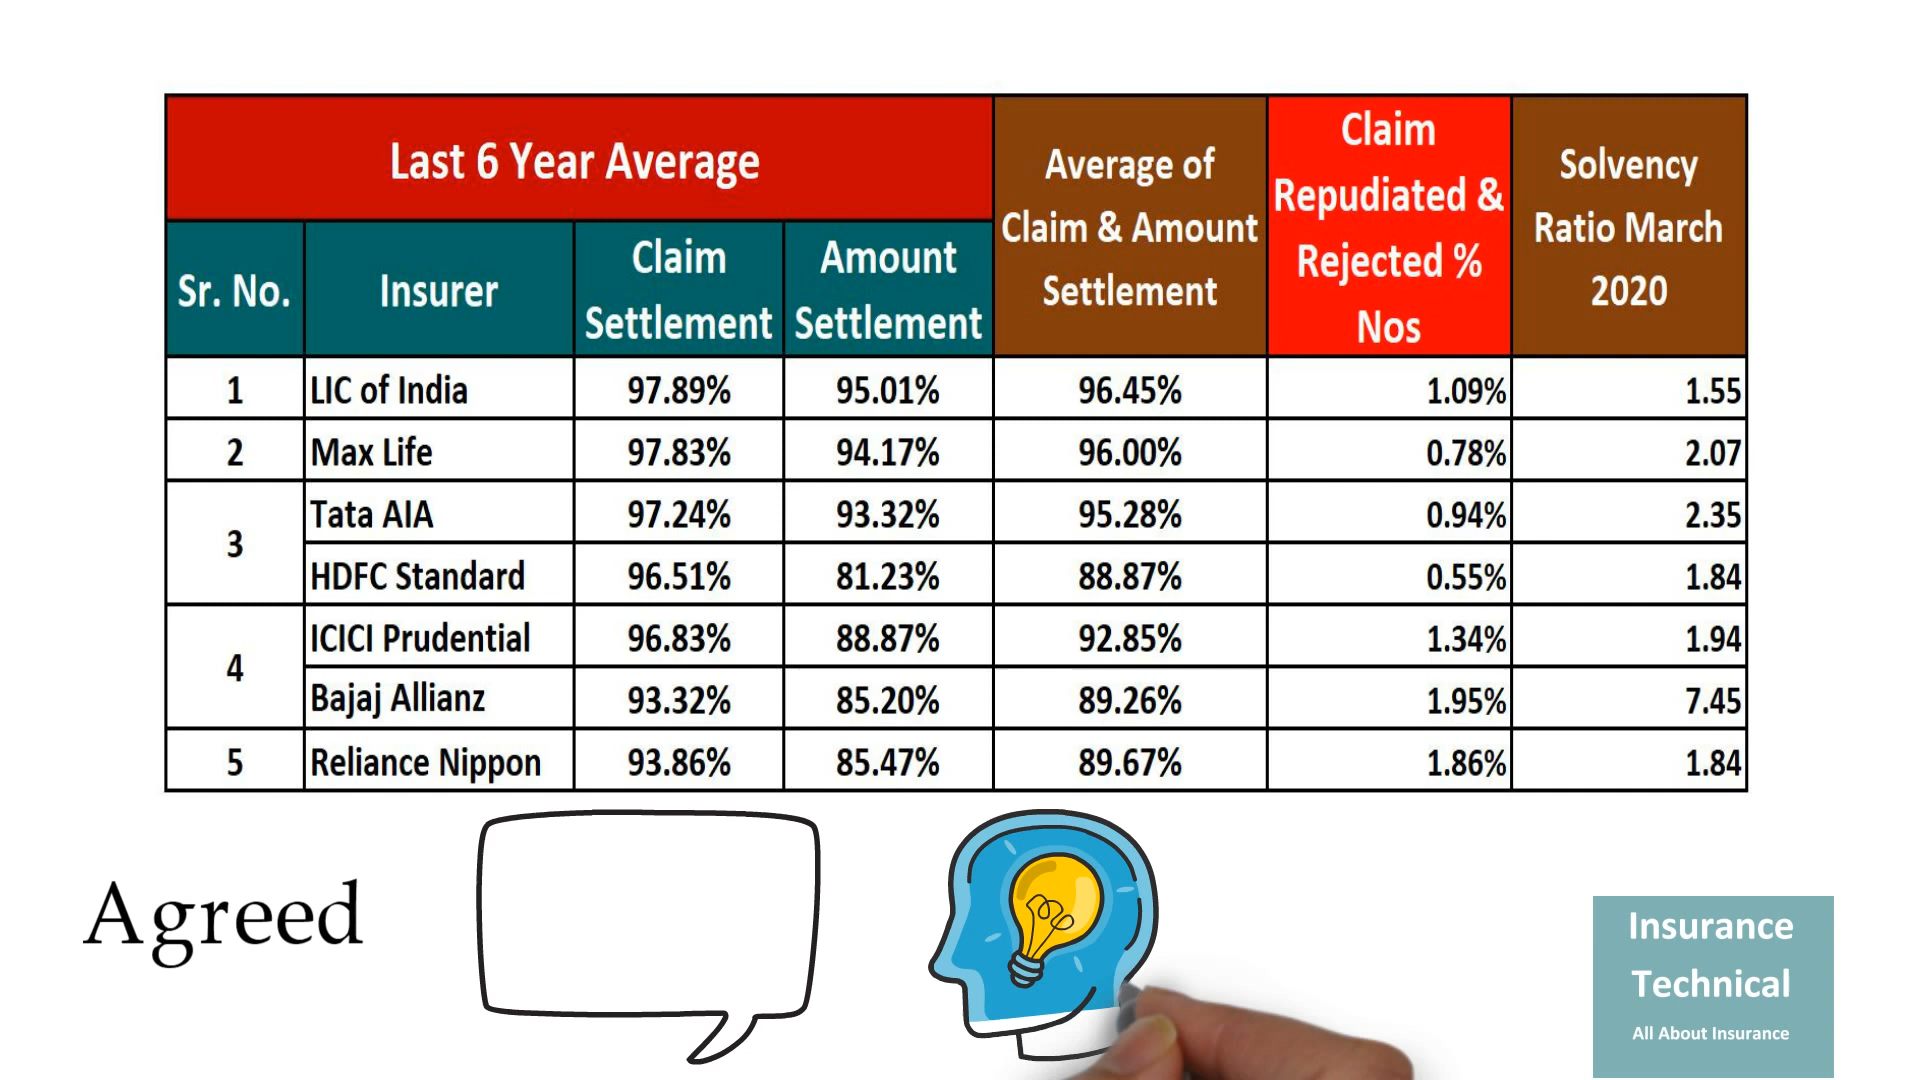 Last 6 Year Average
Average of
Claim & Amount
Settlement
Claim
Repudiated &
Rejected %
Nos
Solvency
Ratio March
2020
Sr. No.
Insurer
Claim
Settlement
Amount
Settlement
1 LIC of India 97.89% 95.01% 96.45% 1.09% 1.55
2 Max Life 97.83% 94.17% 96.00% 0.78% 2.07
3
Tata AIA 97.24% 93.32% 95.28% 0.94% 2.35
HDFC Standard 96.51% 81.23% 88.87% 0.55% 1.84
4
ICICI Prudential 96.83% 88.87% 92.85% 1.34% 1.94
Bajaj Allianz 93.32% 85.20% 89.26% 1.95% 7.45
5 Reliance Nippon 93.86% 85.47% 89.67% 1.86% 1.84
Agreed
Insurance
Technical
All About Insurance